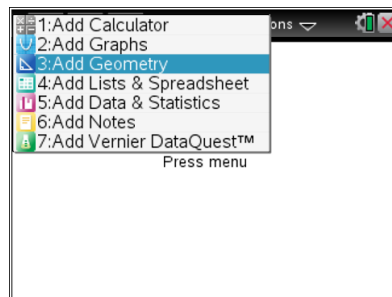 1:Add Calculator
ons
2:Add Graphs
3:Add Geometry
4:Add Lists & Spreadsheet
5:Add Data & Statistics
6:Add Notes
7:Add Vernier DataQuest™
Press menu